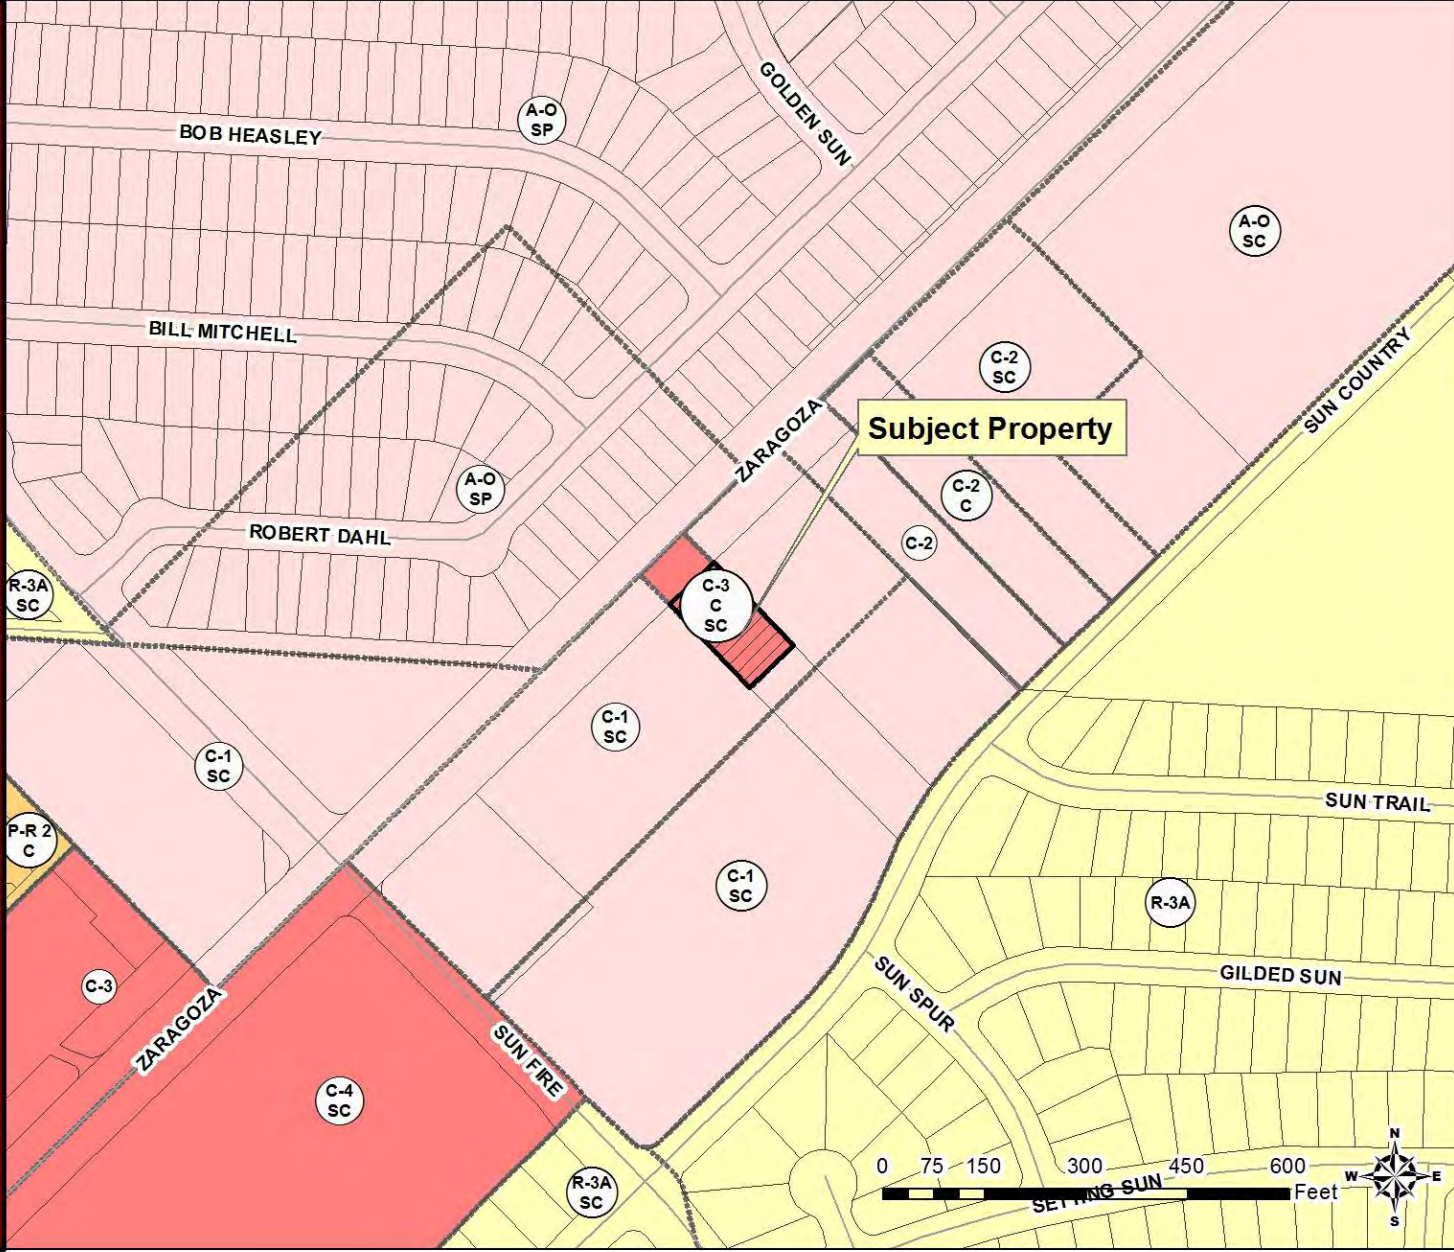 GOLDEN SUN
A-O
SP
BOB HEASLEY
A-O
SC
BILL MITCHELL
C-2
SC
SUN COUNTRY
ZARAGOZA
Subject Property
A-O
SP
C-2
C
ROBERT DAHL
C-2
R-3A
SC
C-3
C
SC
C-1
SC
C-1
SC
SUN TRAIL
P-R 2
C
C-1
SC
R-3A
C-3
ZARAGOZA
SUN SPUR
GILDED SUN
SUN FIRE
C-4
SC
R-3A
SC
0 75 150 300 450 600
Feet
SETTING SUN
N
W E
S